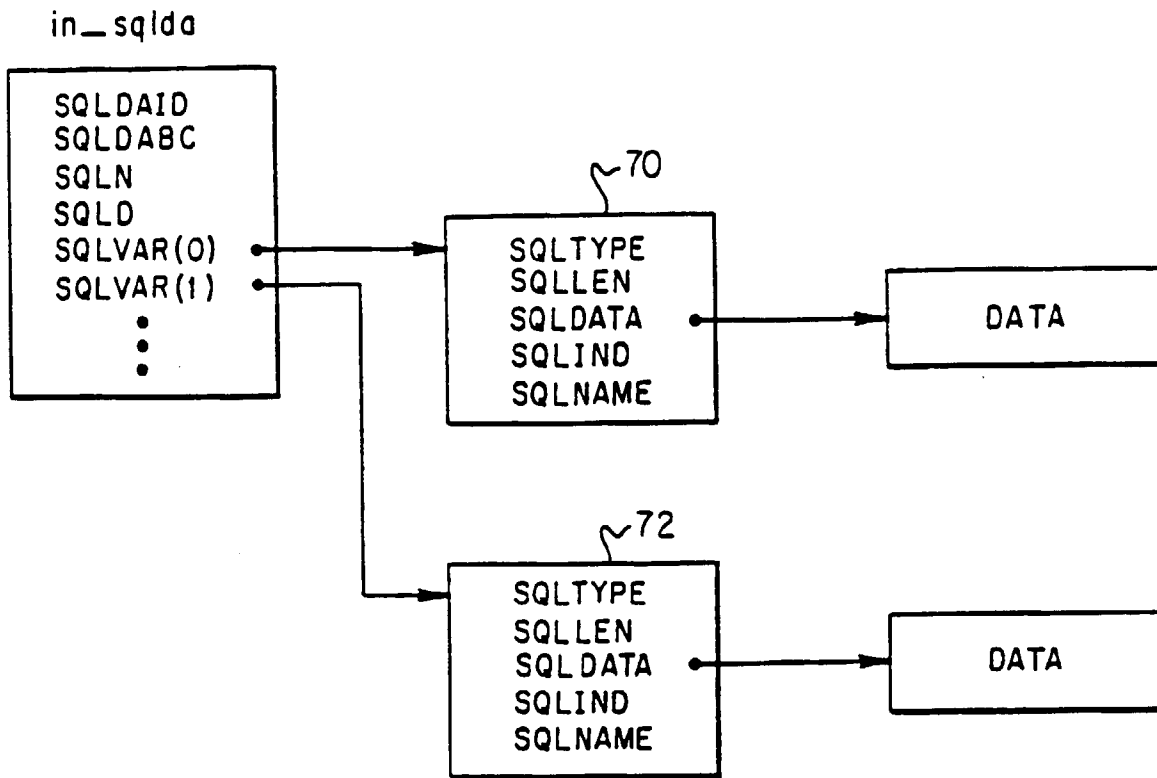 in_sqlda
SQLDAID
SQLDABC
SQLN
SQLD
SQLVAR(0)
SQLVAR(1)
70
SQLTYPE
SQLLEN
SQLDATA
SQLIND
SQLNAME
DATA
72
SQLTYPE
SQLLEN
SQLDATA
SQLIND
SQLNAME
DATA